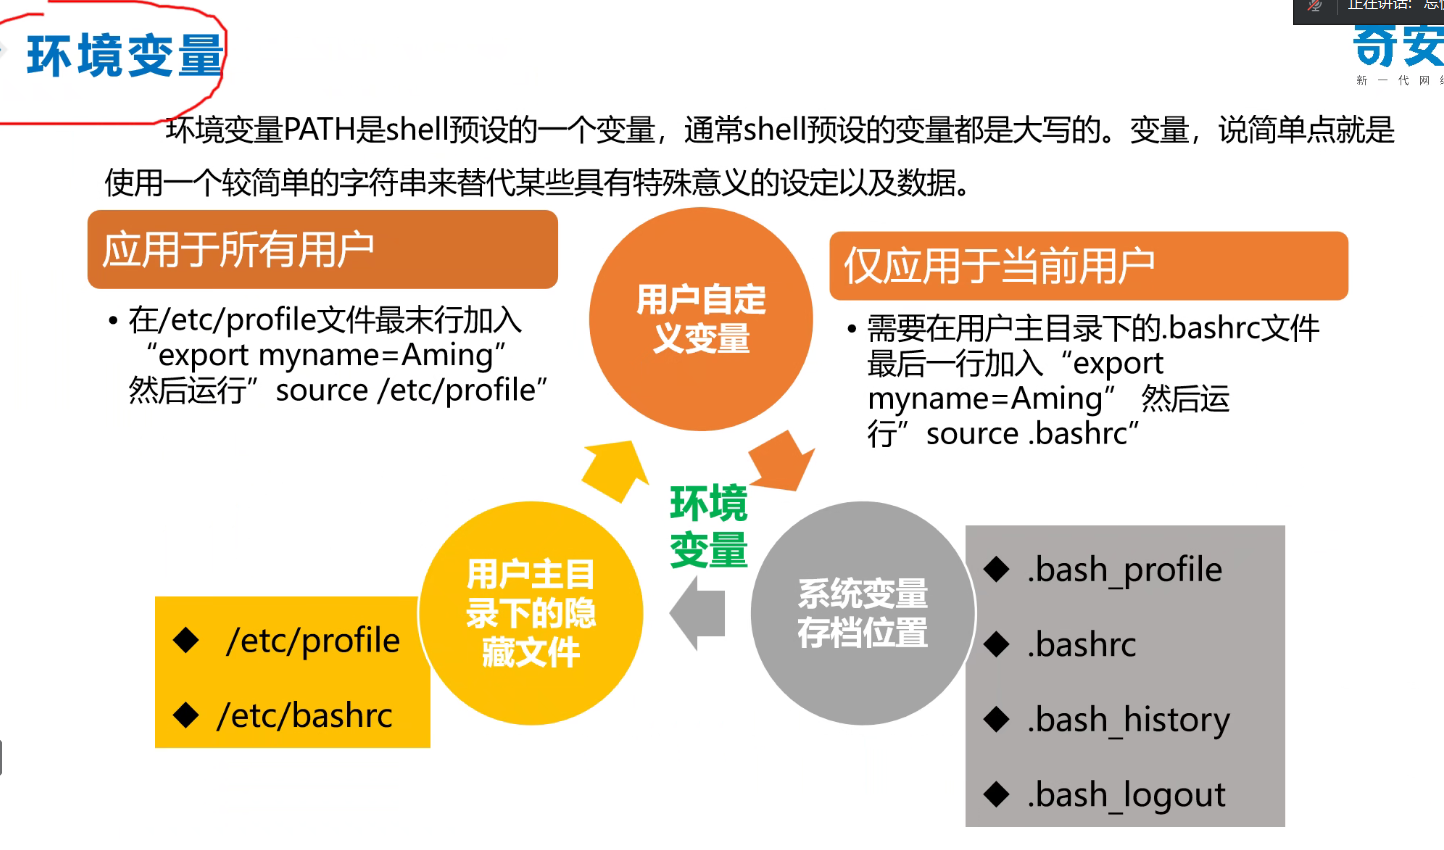 正在讲话:
环境变量
奇安
新一代网
环境变量PATH是shell预设的一个变量，通常shell预设的变量都是大写的。变量，说简单点就是
使用一个较简单的字符串来替代某些具有特殊意义的设定以及数据。
应用于所有用户
• 在/etc/profile文件最末行加入
“export myname=Aming”
然后运行”source /etc/profile”
用户自定
义变量
仅应用于当前用户
• 需要在用户主目录下的.bashrc文件
最后一行加入“export
myname=Aming” 然后运
行”source .bashrc”
环境
变量
用户主目
录下的隐
藏文件
◆ /etc/profile
◆ /etc/bashrc
系统变量
存档位置
◆ .bash_profile
◆ .bashrc
◆ .bash_history
◆ .bash_logout